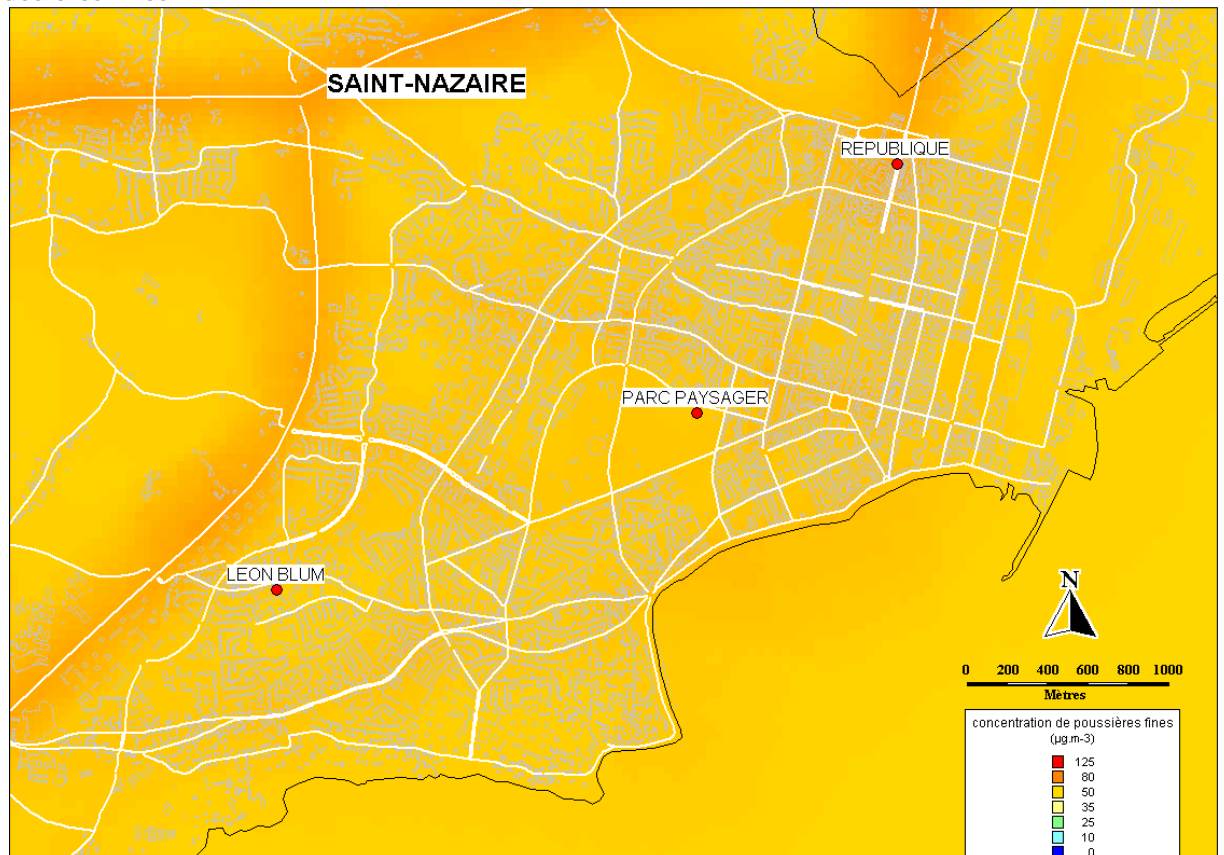 SAINT-NAZAIRE
REPUBLIQUE
PARC PAYSAGER
LEON BLUM
N
0 200 400 600 800 1000
Mètres
concentration de poussières fines
(µg.m-3)
125
80
50
35
25
10
0